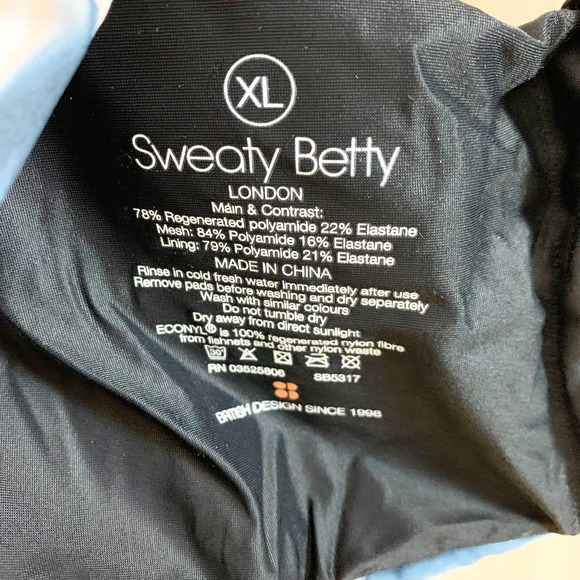 XL
Sweaty Betty
LONDON
Main & Contrast:
78% Regenerated polyamide 22% Elastane
Mesh: 84% Polyamide 16% Elastane
Lining: 79% Polyamide 21% Elastane
MADE IN CHINA
Rinse in cold fresh water immediately after use
Remove pads before washing and dry separately
Wash with similar colours
Do not tumble dry
Dry away from direct sunlight
ECONYL® is 100% regenerated nylon fibre
from fishnets and other nylon waste
30°
RN 03525606 SB5317
BRITISH DESIGN SINCE 1998